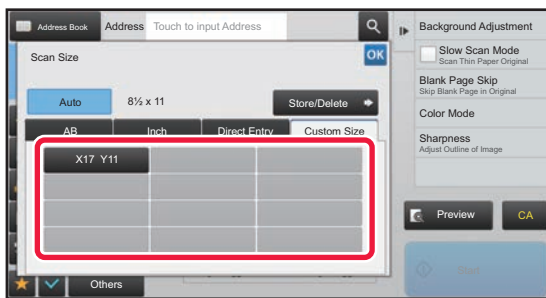 Address Book
Address
Touch to input Address
Scan Size
OK
Auto
8½ x 11
Store/Delete
AB
Inch
Direct Entry
Custom Size
X17 Y11
Others
Background Adjustment
Slow Scan Mode
Scan Thin Paper Original
Blank Page Skip
Skip Blank Page in Original
Color Mode
Sharpness
Adjust Outline of Image
Preview
CA
Start